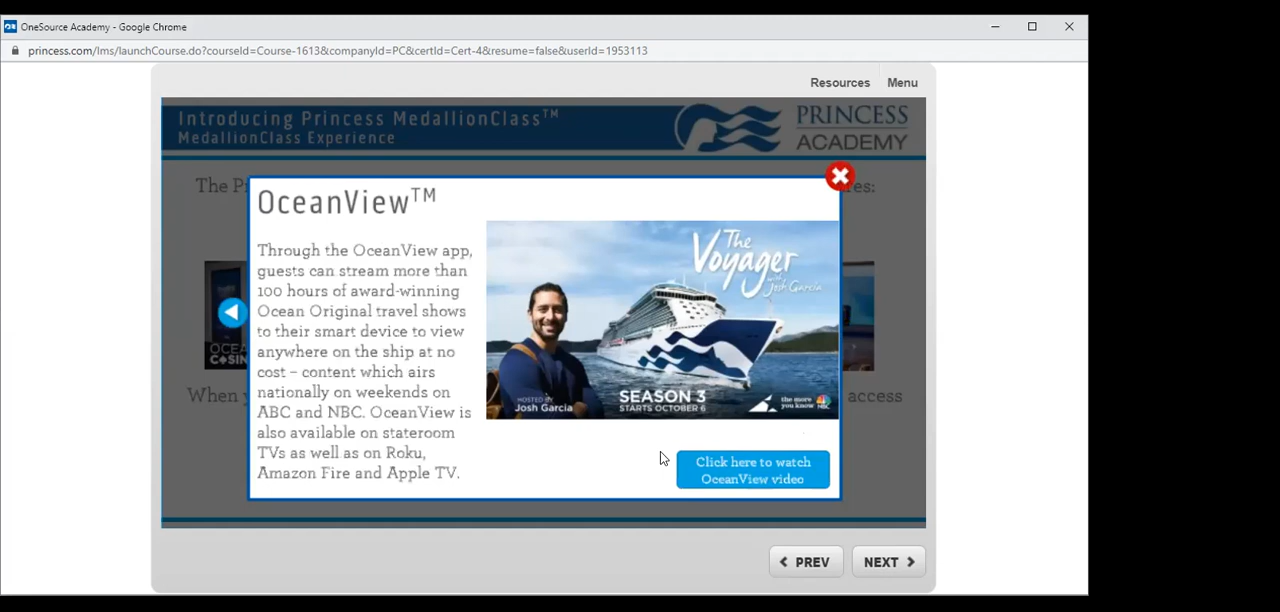 OneSource Academy - Google Chrome
princess.com/lms/launchCourse.do?courseId=Course-1613&companyId=PC&certId=Cert-4&resume=false&userId=1953113
Resources Menu
Introducing Princess MedallionClass™
MedallionClass Experience
PRINCESS
ACADEMY
The
OceanView™
Through the OceanView app,
guests can stream more than
100 hours of award-winning
Ocean Original travel shows
to their smart device to view
anywhere on the ship at no
cost – content which airs
nationally on weekends on
ABC and NBC. OceanView is
also available on stateroom
TVs as well as on Roku,
Amazon Fire and Apple TV.
The
Voyager
with
Josh Garcia
HOSTED BY
Josh Garcia
SEASON 3
STARTS OCTOBER 6
the more
you know
NBC
When
access
Click here to watch
OceanView video
PREV NEXT